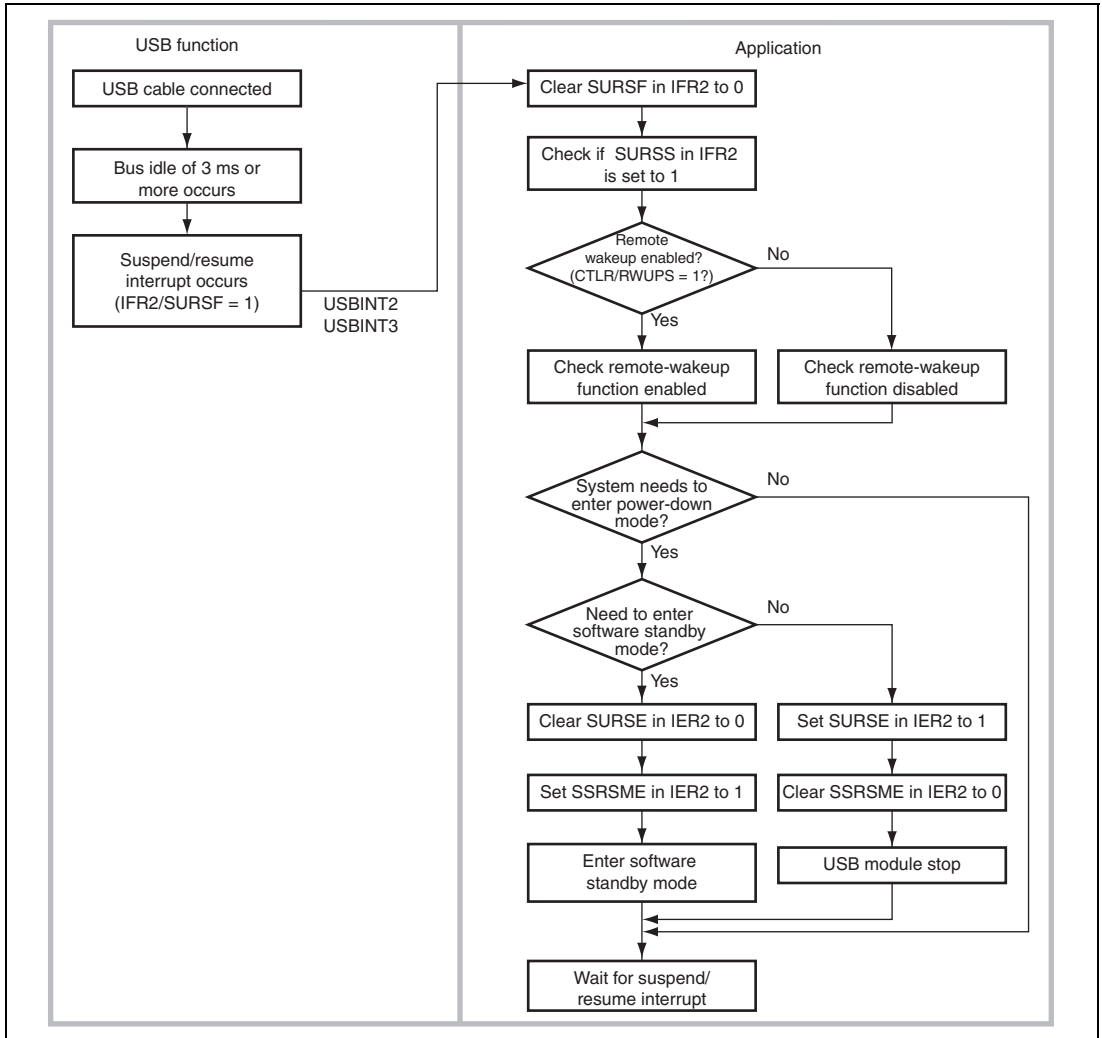 USB function
USB cable connected
Bus idle of 3 ms or
more occurs
Suspend/resume
interrupt occurs
(IFR2/SURSF = 1)
USBINT2
USBINT3
Application
Clear SURSF in IFR2 to 0
Check if SURSS in IFR2
is set to 1
Remote
wakeup enabled?
(CTLR/RWUPS = 1?)
No
Yes
Check remote-wakeup
function enabled
Check remote-wakeup
function disabled
System needs to
enter power-down
mode?
No
Yes
Need to enter
software standby
mode?
No
Yes
Clear SURSE in IER2 to 0
Set SURSE in IER2 to 1
Set SSRSME in IER2 to 1
Clear SSRSME in IER2 to 0
Enter software
standby mode
USB module stop
Wait for suspend/
resume interrupt